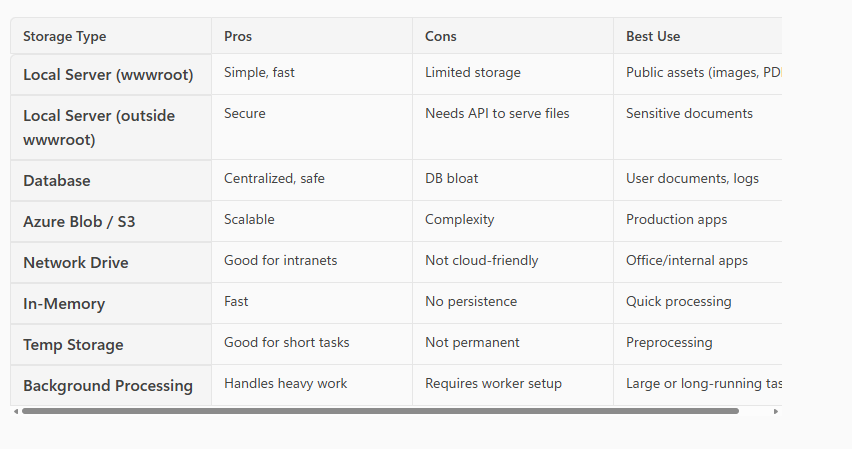 Storage Type Pros Cons Best Use
Local Server (wwwroot) Simple, fast Limited storage Public assets (images,
Local Server (outside Secure Needs API to serve files Sensitive documents
wwwroot)
Database Centralized, safe DB bloat User documents, logs
Azure Blob / S3 Scalable Complexity Production apps
Network Drive Good for intranets Not cloud-friendly Office/internal apps
In-Memory Fast No persistence Quick processing
Temp Storage Good for short tasks Not permanent Preprocessing
Background Processing Handles heavy work Requires worker setup Large or long-running